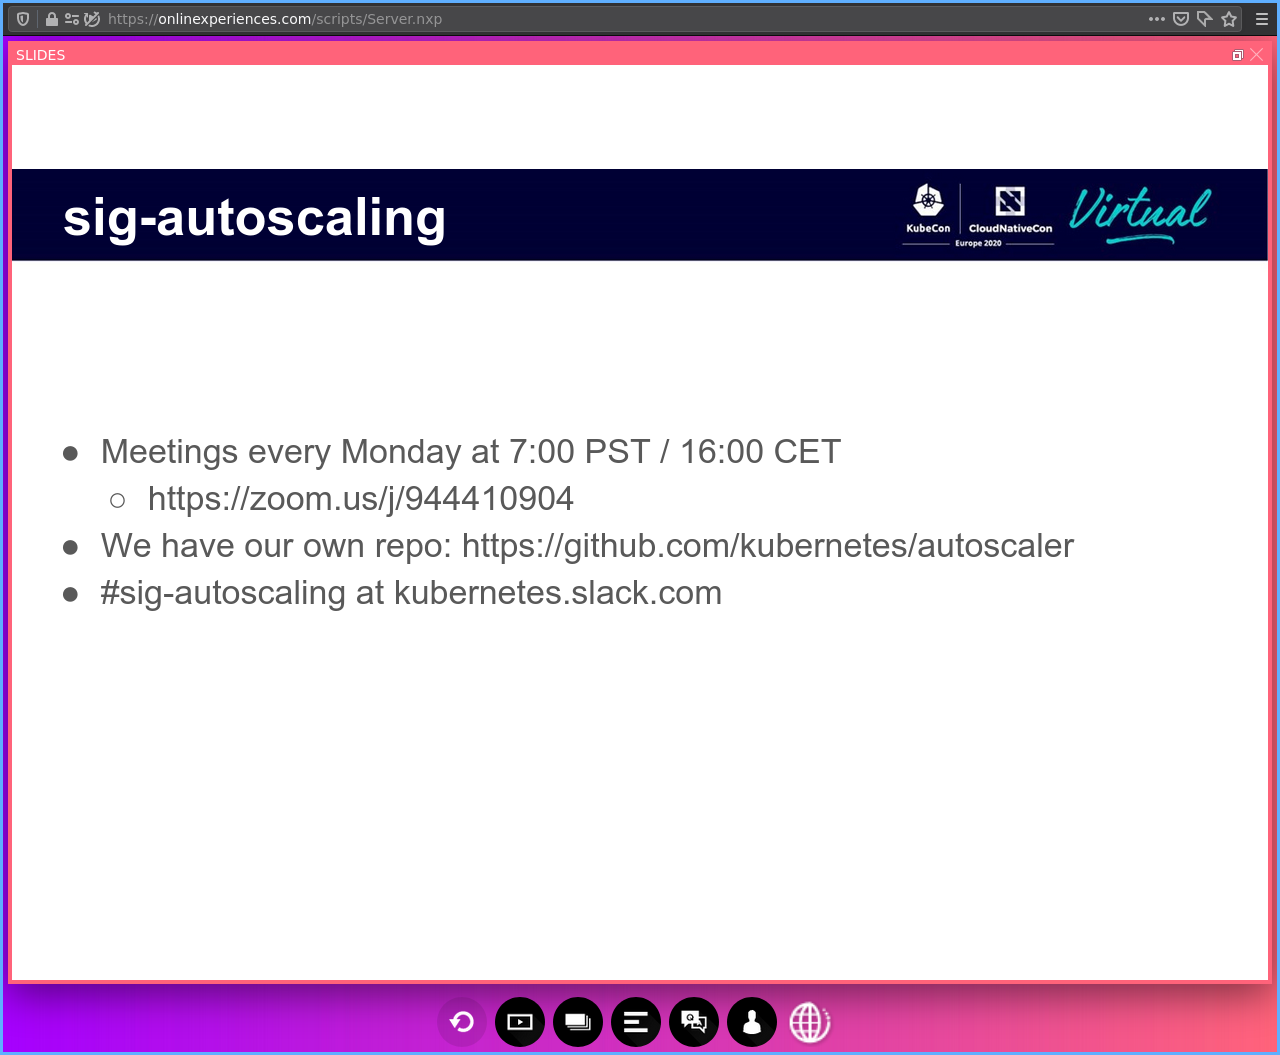 https://onlinexperiences.com/scripts/Server.nxp
SLIDES
sig-autoscaling
KubeCon CloudNativeCon
Europe 2020
Virtual
● Meetings every Monday at 7:00 PST / 16:00 CET
○ https://zoom.us/j/944410904
● We have our own repo: https://github.com/kubernetes/autoscaler
● #sig-autoscaling at kubernetes.slack.com